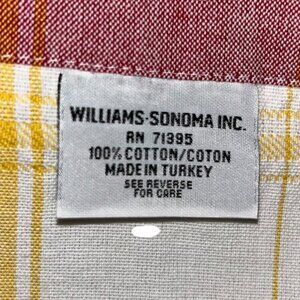 WILLIAMS-SONOMA INC.
RN 71395
100% COTTON/COTON
MADE IN TURKEY
SEE REVERSE
FOR CARE